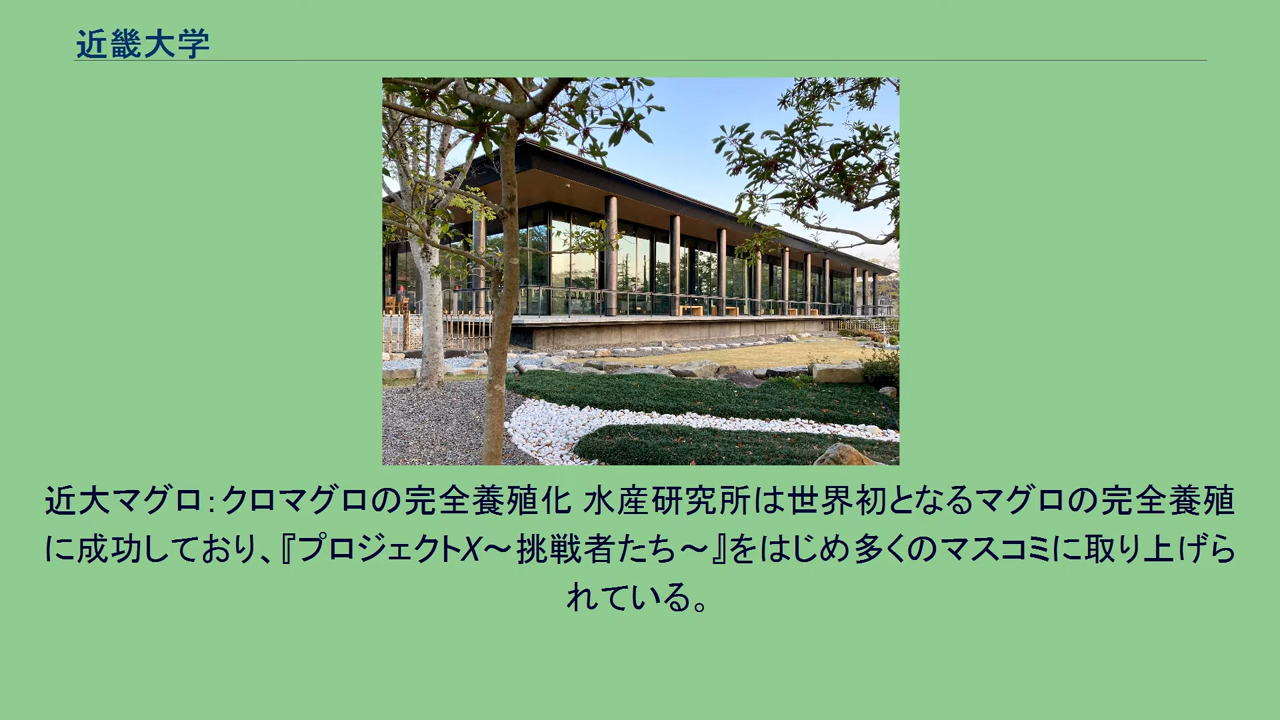 近畿大学
近大マグロ：クロマグロの完全養殖化 水産研究所は世界初となるマグロの完全養殖
に成功しており、『プロジェクトX～挑戦者たち～』をはじめ多くのマスコミに取り上げら
れている。